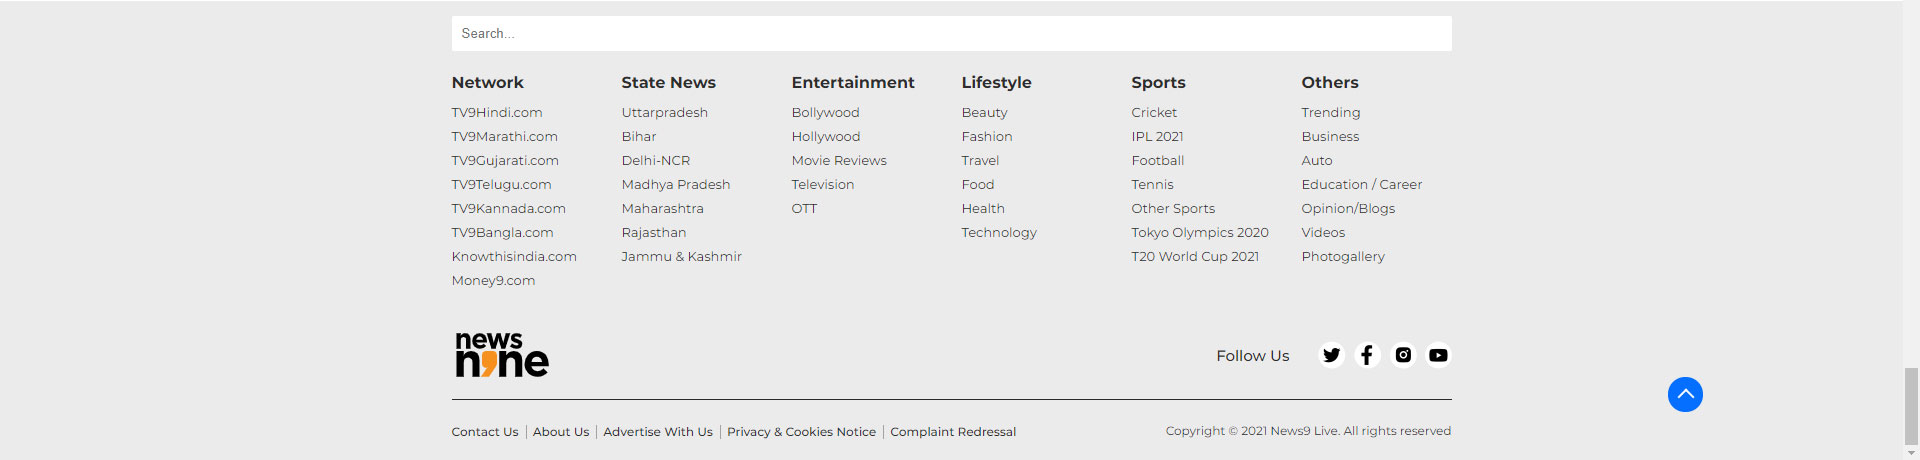 Search...
Network
TV9Hindi.com
TV9Marathi.com
TV9Gujarati.com
TV9Telugu.com
TV9Kannada.com
TV9Bangla.com
Knowthisindia.com
Money9.com
State News
Uttarpradesh
Bihar
Delhi-NCR
Madhya Pradesh
Maharashtra
Rajasthan
Jammu & Kashmir
Entertainment
Bollywood
Hollywood
Movie Reviews
Television
OTT
Lifestyle
Beauty
Fashion
Travel
Food
Health
Technology
Sports
Cricket
IPL 2021
Football
Tennis
Other Sports
Tokyo Olympics 2020
T20 World Cup 2021
Others
Trending
Business
Auto
Education / Career
Opinion/Blogs
Videos
Photogallery
news
nine
Follow Us
Contact Us | About Us | Advertise With Us | Privacy & Cookies Notice | Complaint Redressal
Copyright © 2021 News9 Live. All rights reserved